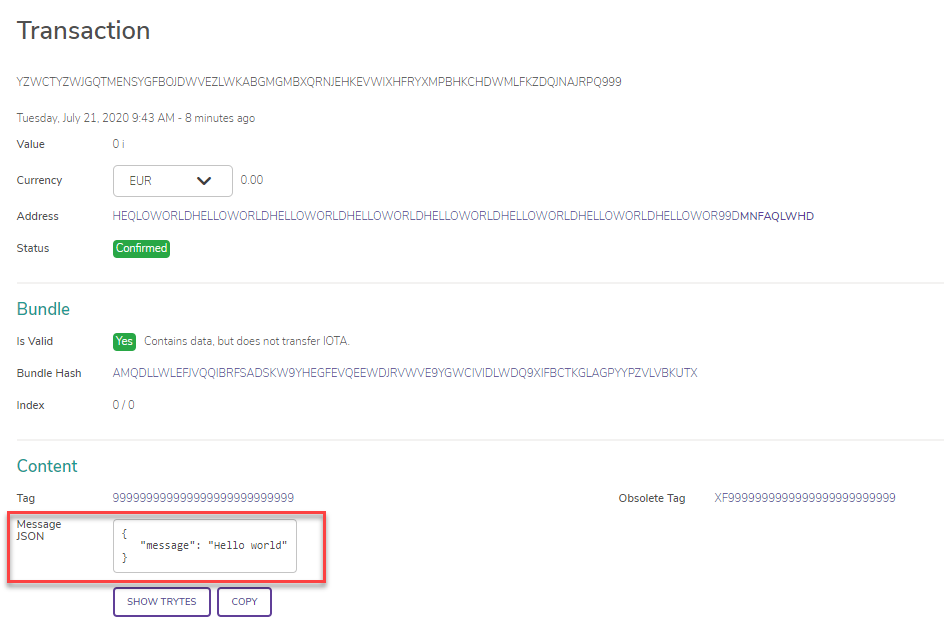 Transaction
YZWCTYZWJGQTMENSYGFBOJDWVEZLWKABGMGMBXQRNJEHKEVWIXHFRYXMPBHKCHDWMLFKZDQJNAJRPQ999
Tuesday, July 21, 2020 9:43 AM - 8 minutes ago
Value 0 i
Currency EUR 0.00
Address HEQLOWORLDHELLOWORLDHELLOWORLDHELLOWORLDHELLOWORLDHELLOWORLDHELLOWORLDHELLOWOR99DMNFAQLWHD
Status Confirmed
Bundle
Is Valid Yes Contains data, but does not transfer IOTA.
Bundle Hash AMQDLLWLEFJVQQIBRFSADSKW9YHEGFEVQEEWDJRVWVE9YGWCIVIDLWDQ9XIFBCTKGLAGPYYPZVLVBKUTX
Index 0 / 0
Content
Tag 999999999999999999999999999 Obsolete Tag XF9999999999999999999999999
Message
JSON
{
"message": "Hello world"
}
SHOW TRYTES COPY